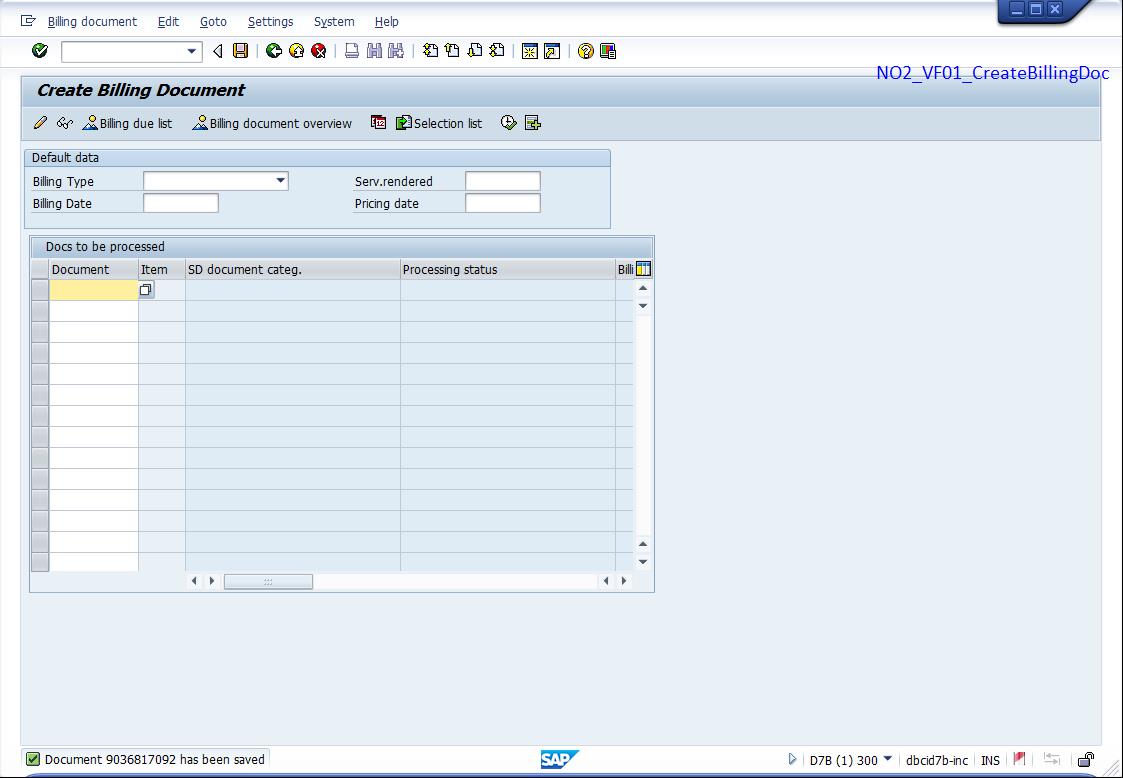 Billing document Edit Goto Settings System Help
NO2_VF01_CreateBillingDoc
Create Billing Document
Billing due list Billing document overview Selection list
Default data
Billing Type Serv.rendered
Billing Date Pricing date
Docs to be processed
Document Item SD document categ. Processing status Billi
Document 9036817092 has been saved SAP D7B (1) 300 dbcid7b-inc INS